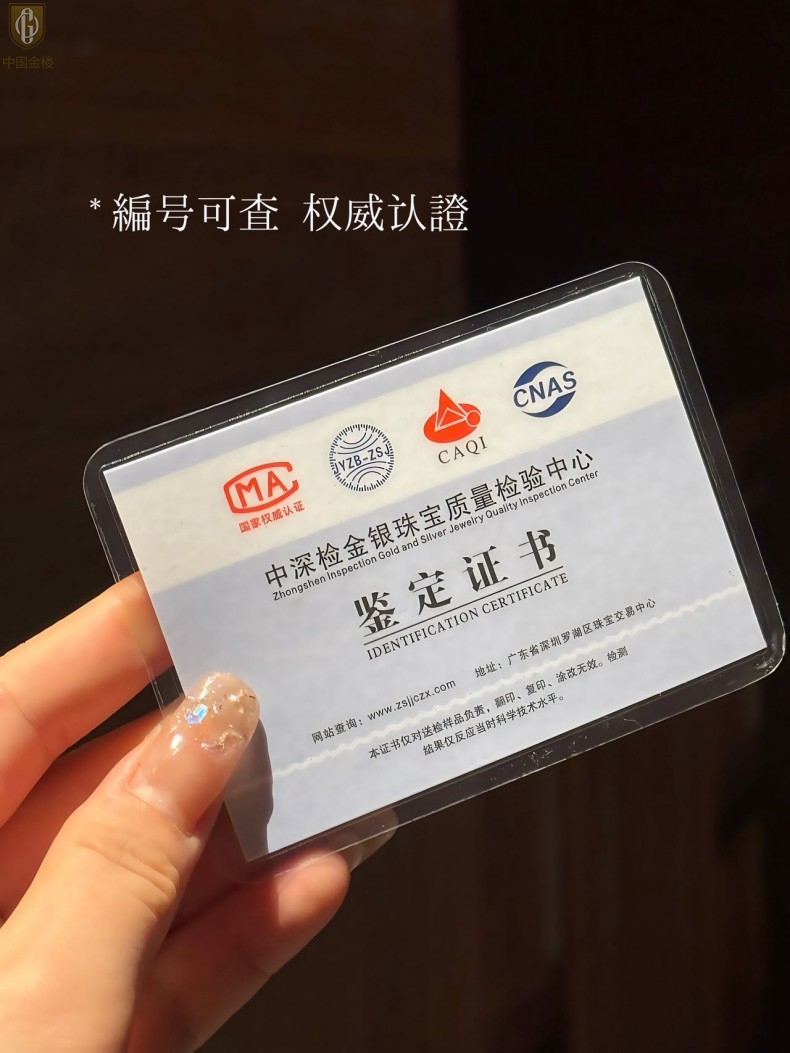 中国金楼
*編号可査 权威认證
MA
国家权威认证
JYZB-ZSJ
CAQI
CNAS
中深检金银珠宝质量检验中心
Zhongshen Inspection Gold and Silver Jewelry Quality Inspection Center
鉴定证书
IDENTIFICATION CERTIFICATE
网站查询：www.zsjjczx.com 地址：广东省深圳罗湖区珠宝交易中心
本证书仅对送检样品负责，翻印、复印、涂改无效。检测
结果仅反应当时科学技术水平。